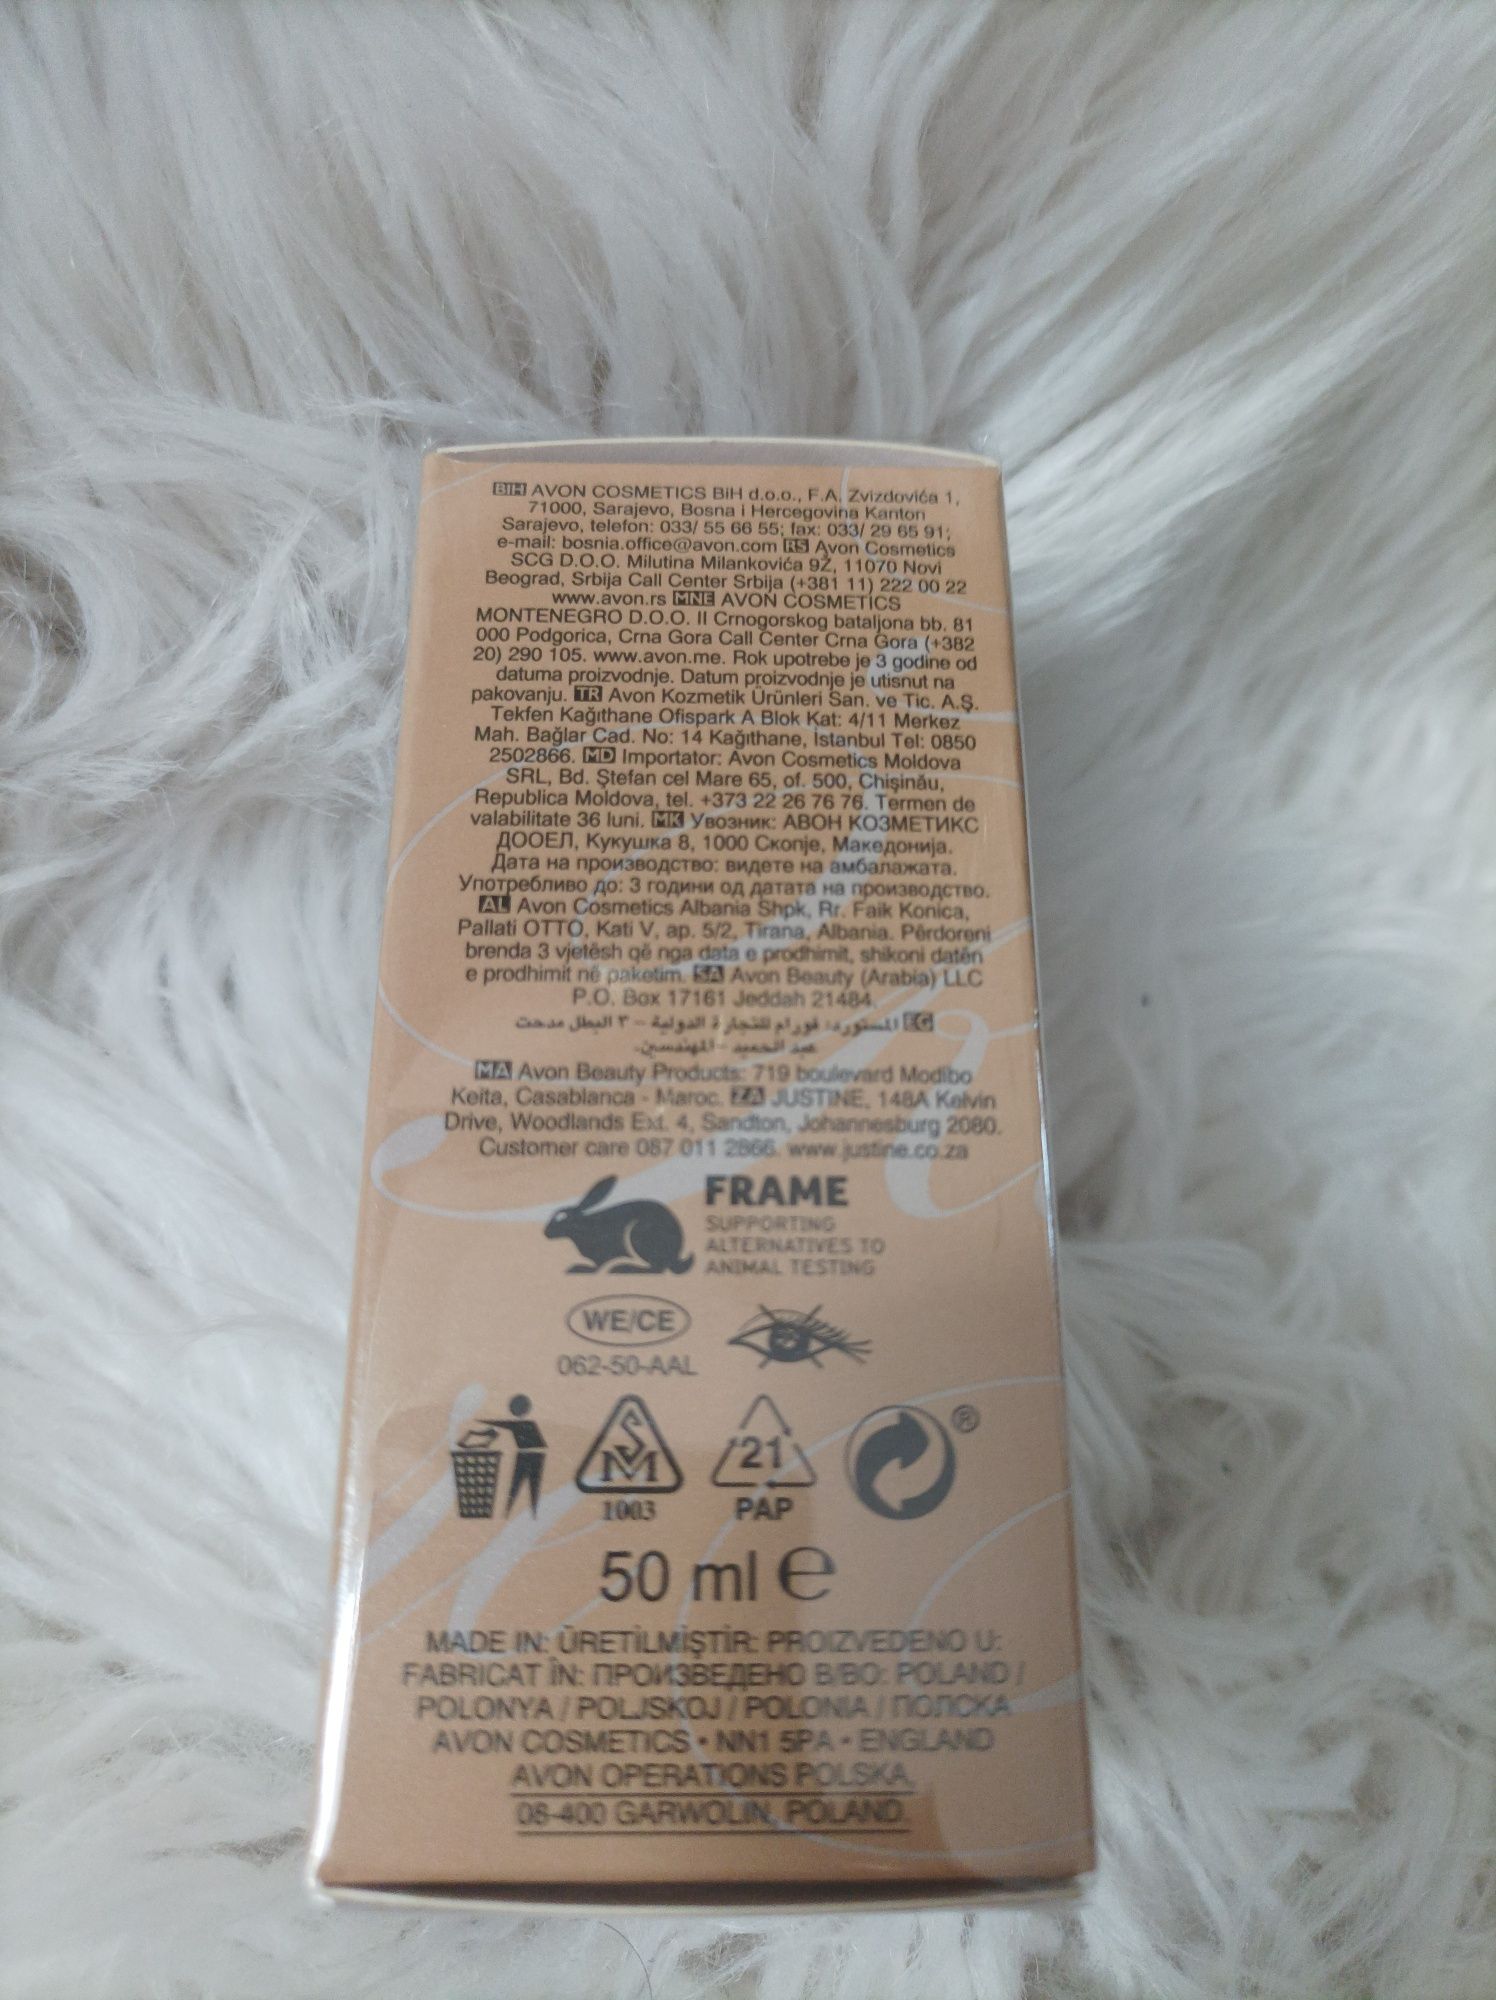 BIH AVON COSMETICS BiH d.o.o., F.A. Zvizdovića 1,
71000, Sarajevo, Bosna i Hercegovina Kanton
Sarajevo, telefon: 033/ 55 66 55; fax: 033/ 29 65 91;
e-mail: bosnia.office@avon.com RS Avon Cosmetics
SCG D.O.O. Milutina Milankovića 9Ž, 11070 Novi
Beograd, Srbija Call Center Srbija (+381 11) 222 00 22
www.avon.rs MNE AVON COSMETICS
MONTENEGRO D.O.O. II Crnogorskog bataljona bb. 81
000 Podgorica, Crna Gora Call Center Crna Gora (+382
20) 290 105. www.avon.me. Rok upotrebe je 3 godine od
datuma proizvodnje. Datum proizvodnje je utisnut na
pakovanju. TR Avon Kozmetik Ürünleri San. ve Tic. A.Ş.
Tekfen Kağıthane Ofispark A Blok Kat: 4/11 Merkez
Mah. Bağlar Cad. No: 14 Kağıthane, İstanbul Tel: 0850
2502866. MD Importator: Avon Cosmetics Moldova
SRL, Bd. Ştefan cel Mare 65, of. 500, Chişinău,
Republica Moldova, tel. +373 22 26 76 76. Termen de
valabilitate 36 luni. MK Увозник: АВОН КОЗМЕТИКС
ДООЕЛ, Кукушка 8, 1000 Скопје, Македонија.
Дата на производство: видете на амбалажата.
Употребливо до: 3 години од датата на производство.
AL Avon Cosmetics Albania Shpk, Rr. Faik Konica,
Pallati OTTO, Kati V, ap. 5/2, Tirana, Albania. Përdoreni
brenda 3 vjetësh që nga data e prodhimit, shikoni datën
e prodhimit në paketim. SA Avon Beauty (Arabia) LLC
P.O. Box 17161 Jeddah 21484.
EG المستورد: فورام للتجارة الدولية – ٣ البطل مدحت
عبد الحميد –المهندسين.
MA Avon Beauty Products: 719 boulevard Modibo
Keita, Casablanca - Maroc. ZA JUSTINE, 148A Kelvin
Drive, Woodlands Ext. 4, Sandton, Johannesburg 2080.
Customer care 087 011 2866. www.justine.co.za
FRAME
SUPPORTING
ALTERNATIVES TO
ANIMAL TESTING
WE/CE
062-50-AAL
SM
1003
21
PAP
®
50 ml ℮
MADE IN: ÜRETİLMİŞTİR: PROIZVEDENO U:
FABRICAT ÎN: ПРОИЗВЕДЕНО В/ВО: POLAND /
POLONYA / POLJSKOJ / POLONIA / ПОЛСКА
AVON COSMETICS • NN1 5PA • ENGLAND
AVON OPERATIONS POLSKA,
08-400 GARWOLIN, POLAND